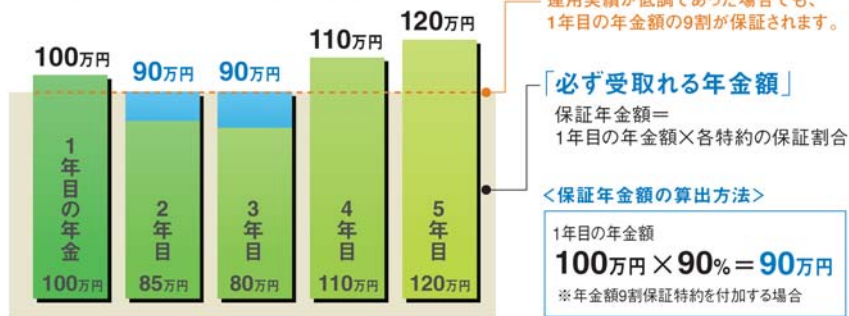 運用実績が低調であった場合でも、
1年目の年金額の9割が保証されます。
100万円
90万円
90万円
110万円
120万円
1年目の年金
2年目
3年目
4年目
5年目
100万円
85万円
80万円
110万円
120万円
「必ず受取れる年金額」
保証年金額＝
1年目の年金額×各特約の保証割合
＜保証年金額の算出方法＞
1年目の年金額
100万円×90%＝90万円
※年金額9割保証特約を付加する場合